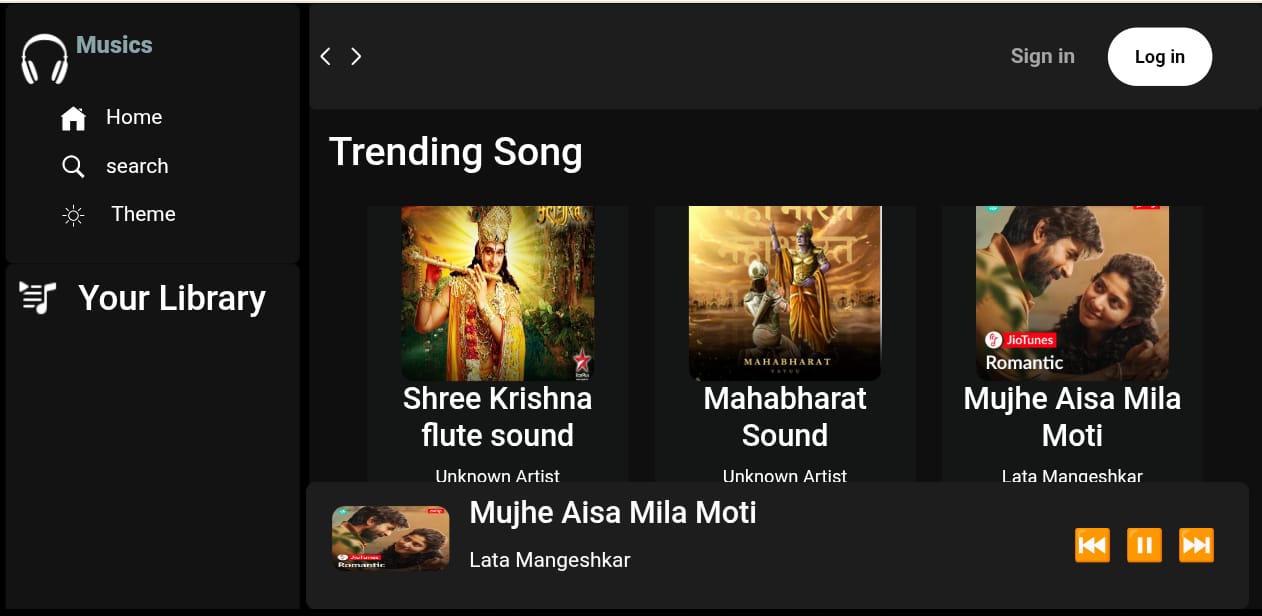 Musics
Home
search
Theme
Your Library
Sign in
Log in
Trending Song
महाभारत
MAHABHARAT
JioTunes
Romantic
Shree Krishna
flute sound
Mahabharat
Sound
Mujhe Aisa Mila
Moti
Unknown Artist
Unknown Artist
Lata Mangeshkar
JioTunes
Romantic
Mujhe Aisa Mila Moti
Lata Mangeshkar